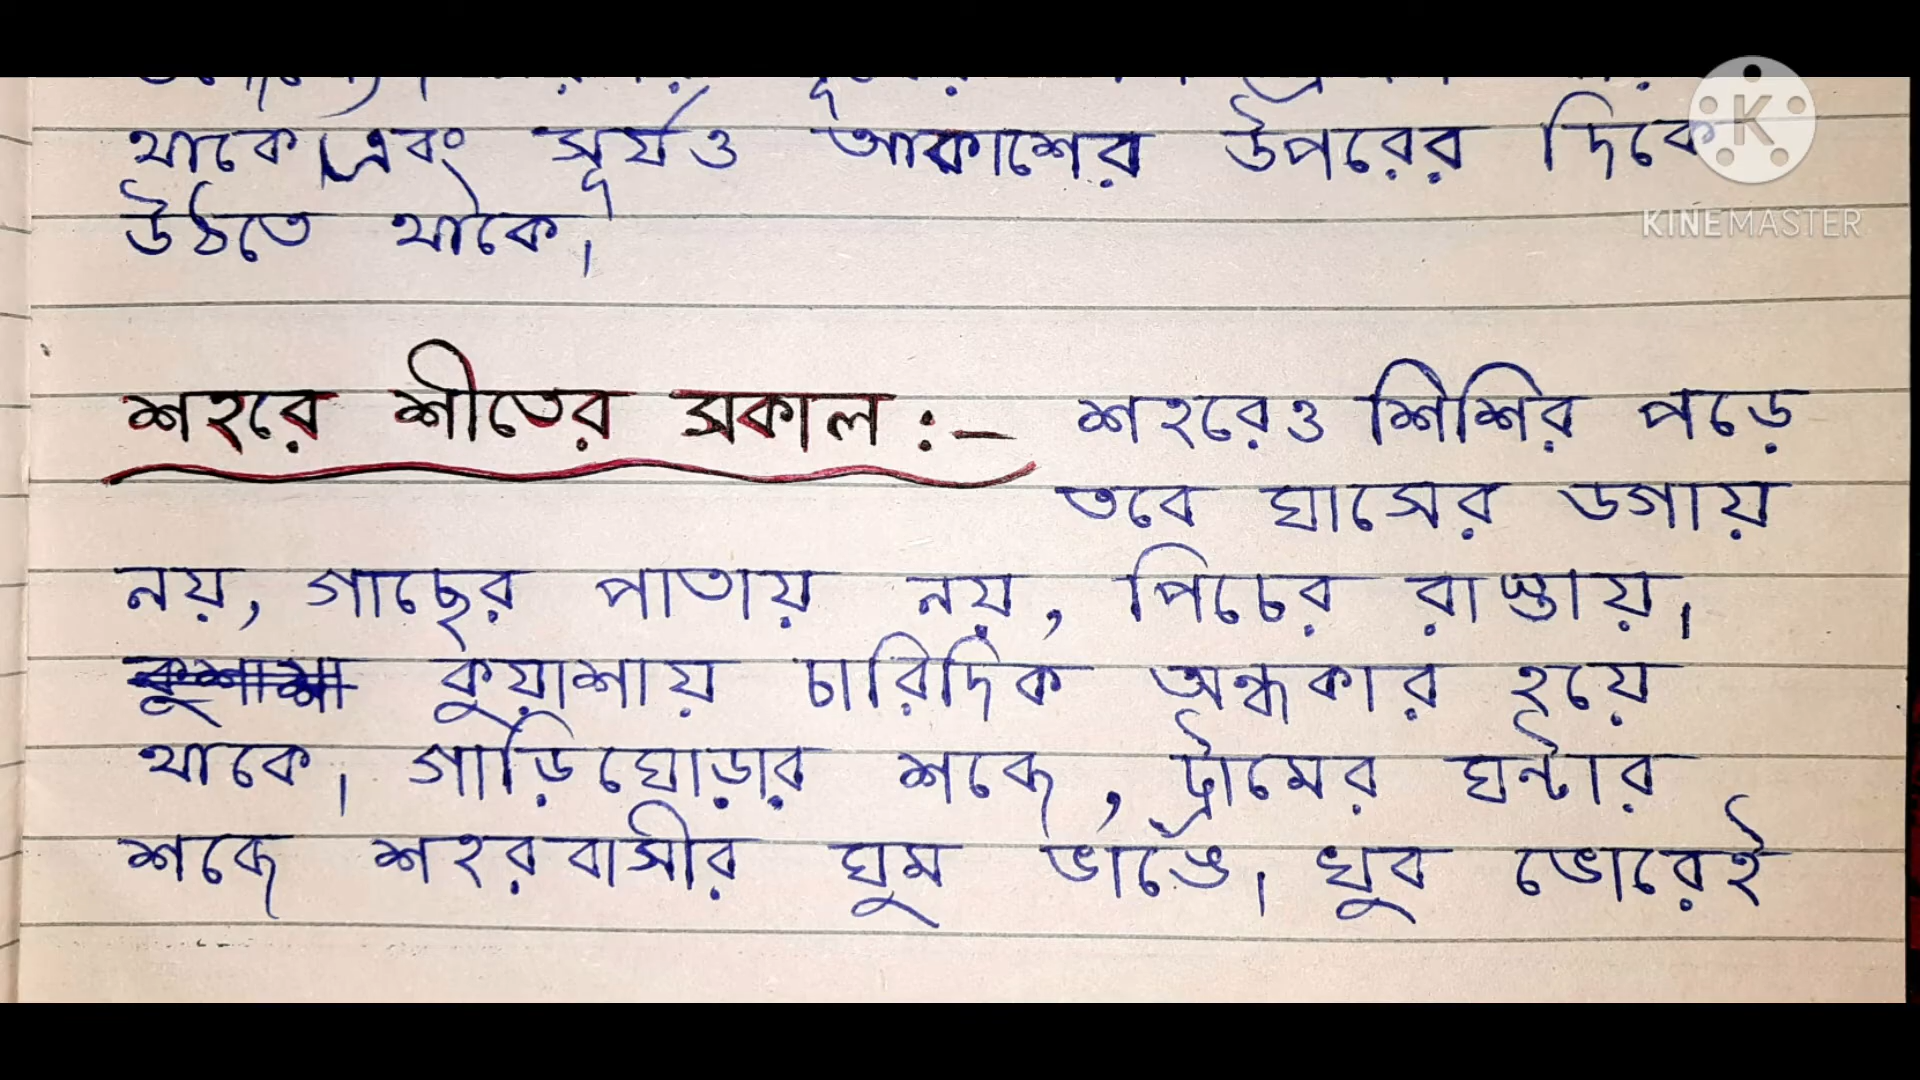 থাকে। এবং সূর্যও আকাশের উপরের দিকে
উঠতে থাকে।
শহরে শীতের সকাল :- শহরেও শিশির পড়ে
তবে ঘাসের ডগায়
নয়, গাছের পাতায় নয়, পিচের রাস্তায়।
কুয়াশায় চারিদিক অন্ধকার হয়ে
থাকে। গাড়িঘোড়ার শব্দে, ট্রামের ঘন্টার
শব্দে শহরবাসীর ঘুম ভাঙে। খুব ভোরেই
K
KINEMASTER